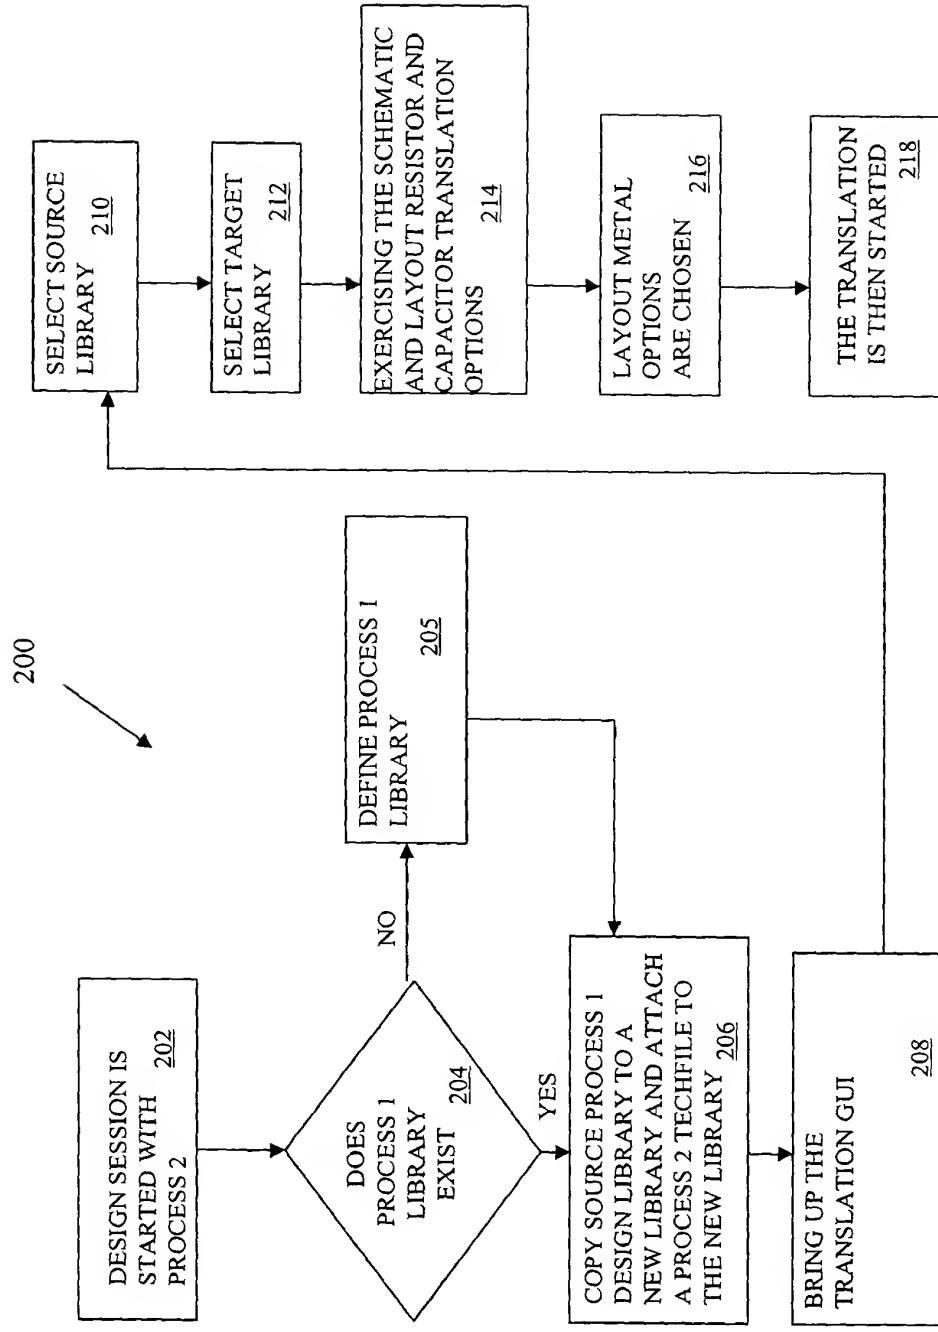 200
DESIGN SESSION IS
STARTED WITH
PROCESS 2
202
DOES
PROCESS 1
LIBRARY
EXIST
204
NO
YES
DEFINE PROCESS 1
LIBRARY
205
COPY SOURCE PROCESS 1
DESIGN LIBRARY TO A
NEW LIBRARY AND ATTACH
A PROCESS 2 TECHFILE TO
THE NEW LIBRARY
206
BRING UP THE
TRANSLATION GUI
208
SELECT SOURCE
LIBRARY
210
SELECT TARGET
LIBRARY
212
EXERCISING THE SCHEMATIC
AND LAYOUT RESISTOR AND
CAPACITOR TRANSLATION
OPTIONS
214
LAYOUT METAL
OPTIONS
ARE CHOSEN
216
THE TRANSLATION
IS THEN STARTED
218